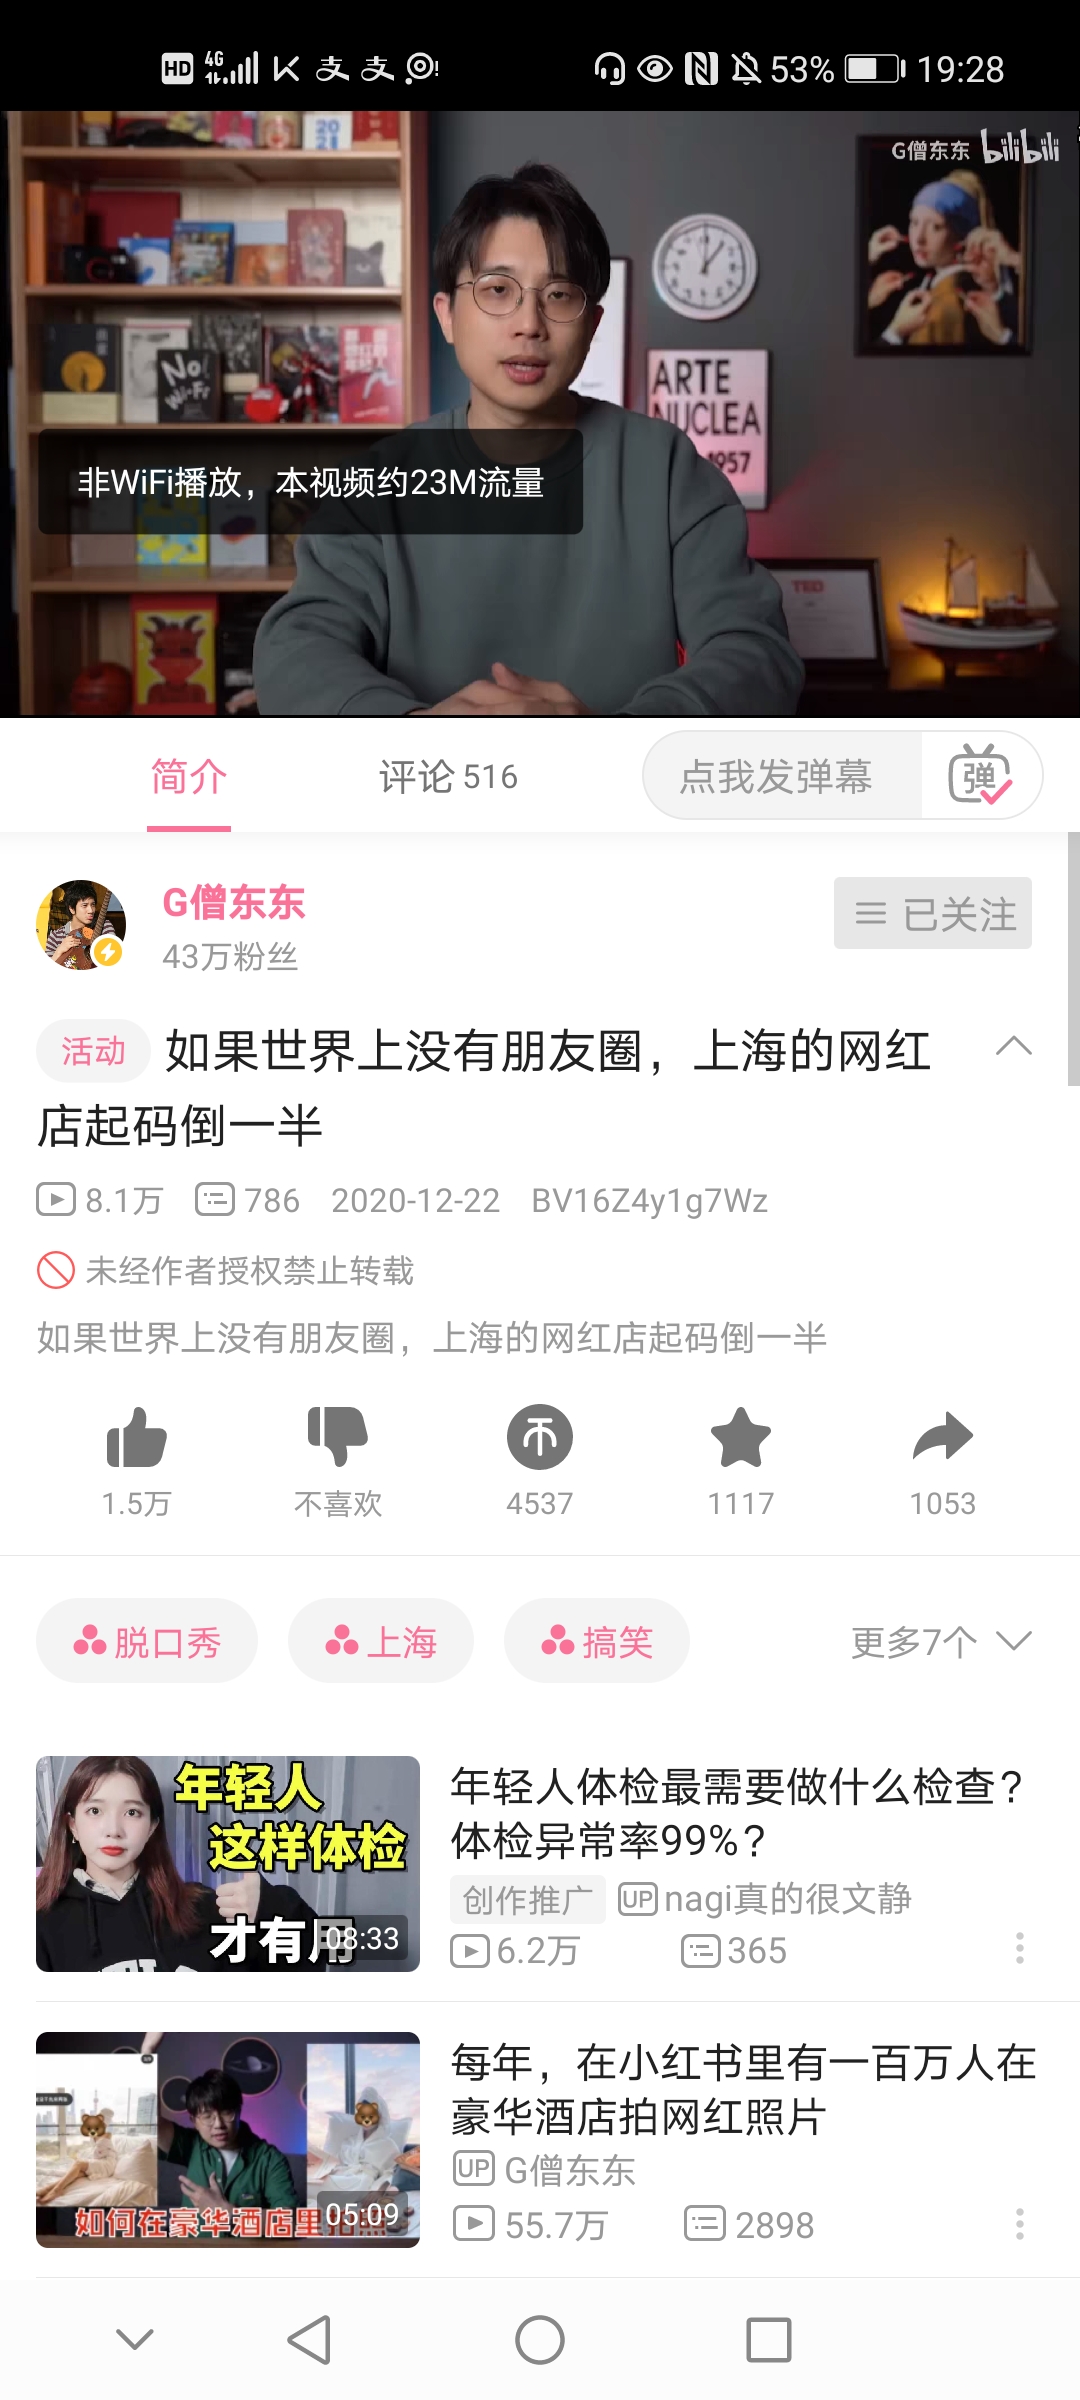 HD 4G 支 支 53% 19:28
2021
G僧东东 bilibili
No!
Wi-Fi
ARTE
NUCLEA
1957
非WiFi播放，本视频约23M流量
TED
简介 评论 516 点我发弹幕 弹
G僧东东
43万粉丝
已关注
活动 如果世界上没有朋友圈，上海的网红
店起码倒一半
8.1万 786 2020-12-22 BV16Z4y1g7Wz
未经作者授权禁止转载
如果世界上没有朋友圈，上海的网红店起码倒一半
1.5万 不喜欢 4537 1117 1053
脱口秀 上海 搞笑 更多7个
年轻人
这样体检
才有用
08:33
年轻人体检最需要做什么检查？
体检异常率99%？
创作推广 UP nagi真的很文静
6.2万 365
如何在豪华酒店里拍照
05:09
每年，在小红书里有一百万人在
豪华酒店拍网红照片
UP G僧东东
55.7万 2898